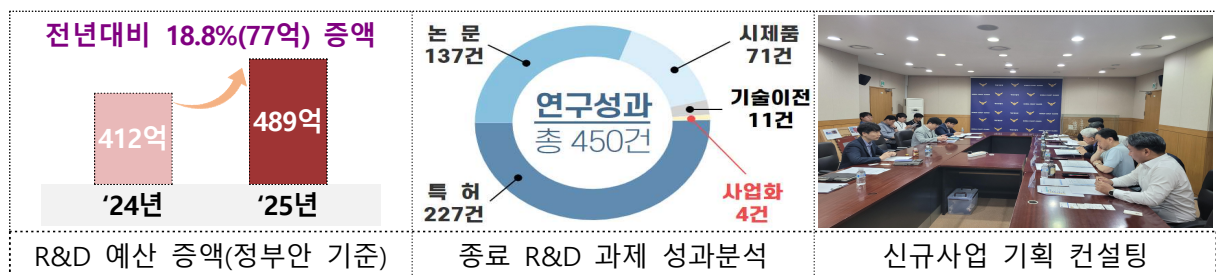 전년대비 18.8%(77억) 증액
412억
489억
‘24년
‘25년
R&D 예산 증액(정부안 기준)
논 문
137건
시제품
71건
기술이전
11건
연구성과
총 450건
특 허
227건
사업화
4건
종료 R&D 과제 성과분석
신규사업 기획 컨설팅